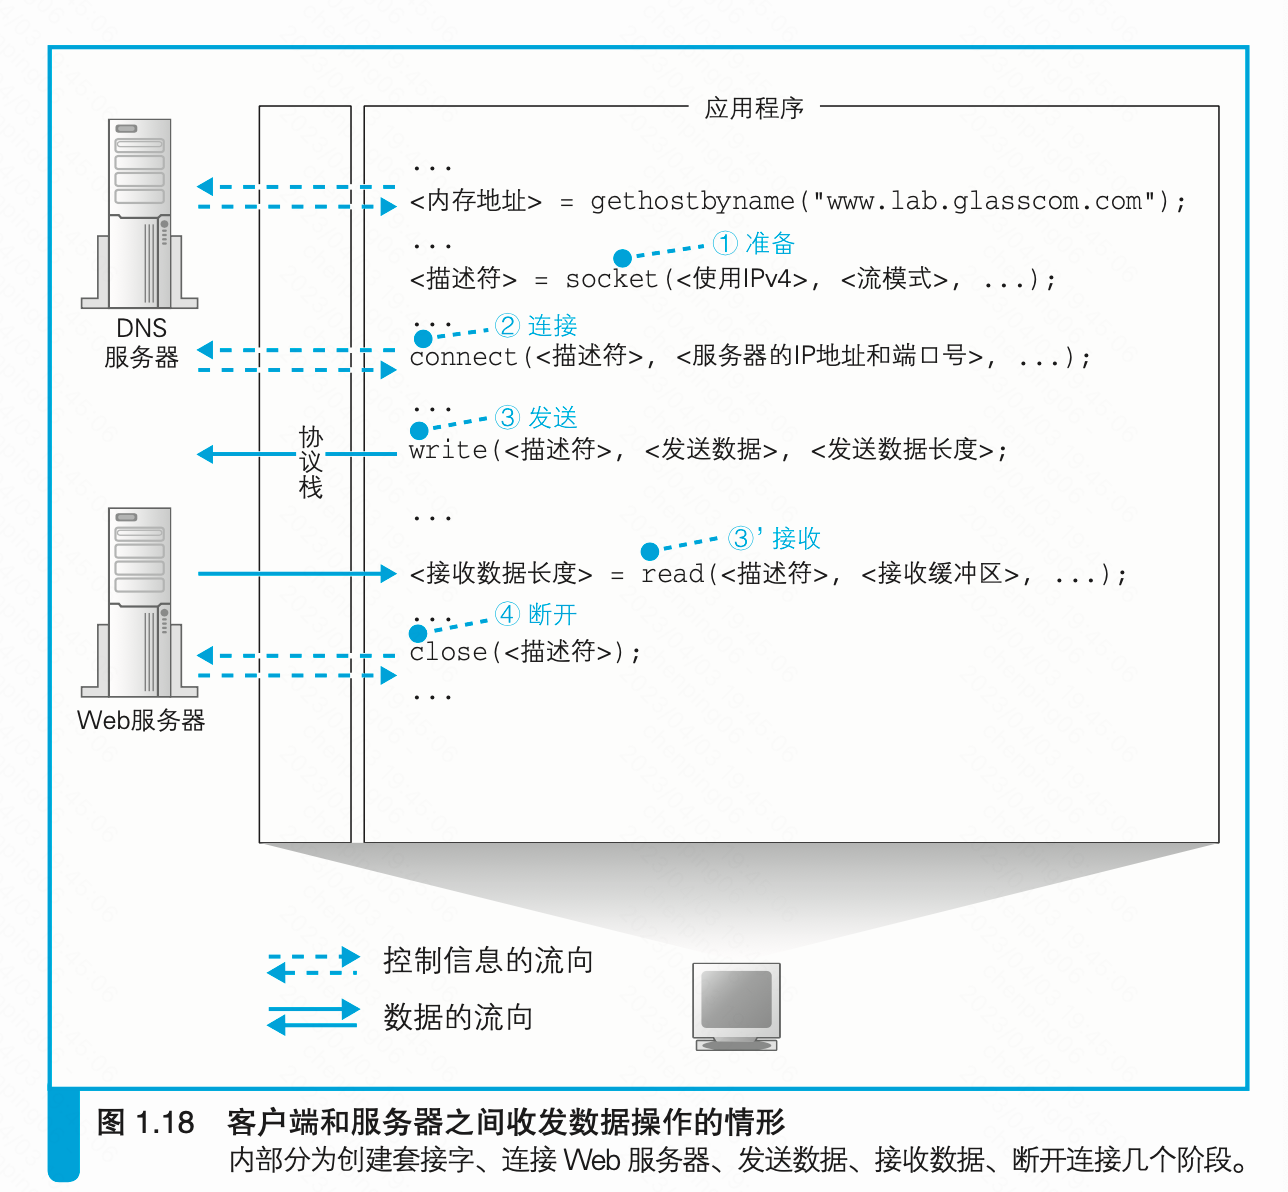 应用程序
...
<内存地址> = gethostbyname("www.lab.glasscom.com");
...
① 准备
<描述符> = socket(<使用IPv4>, <流模式>, ...);
DNS
服务器
...
② 连接
connect(<描述符>, <服务器的IP地址和端口号>, ...);
...
③ 发送
协议栈
write(<描述符>, <发送数据>, <发送数据长度>;
...
③’接收
<接收数据长度> = read(<描述符>, <接收缓冲区>, ...);
...
④ 断开
close(<描述符>);
...
Web服务器
控制信息的流向
数据的流向
图 1.18 客户端和服务器之间收发数据操作的情形
内部分为创建套接字、连接 Web 服务器、发送数据、接收数据、断开连接几个阶段。